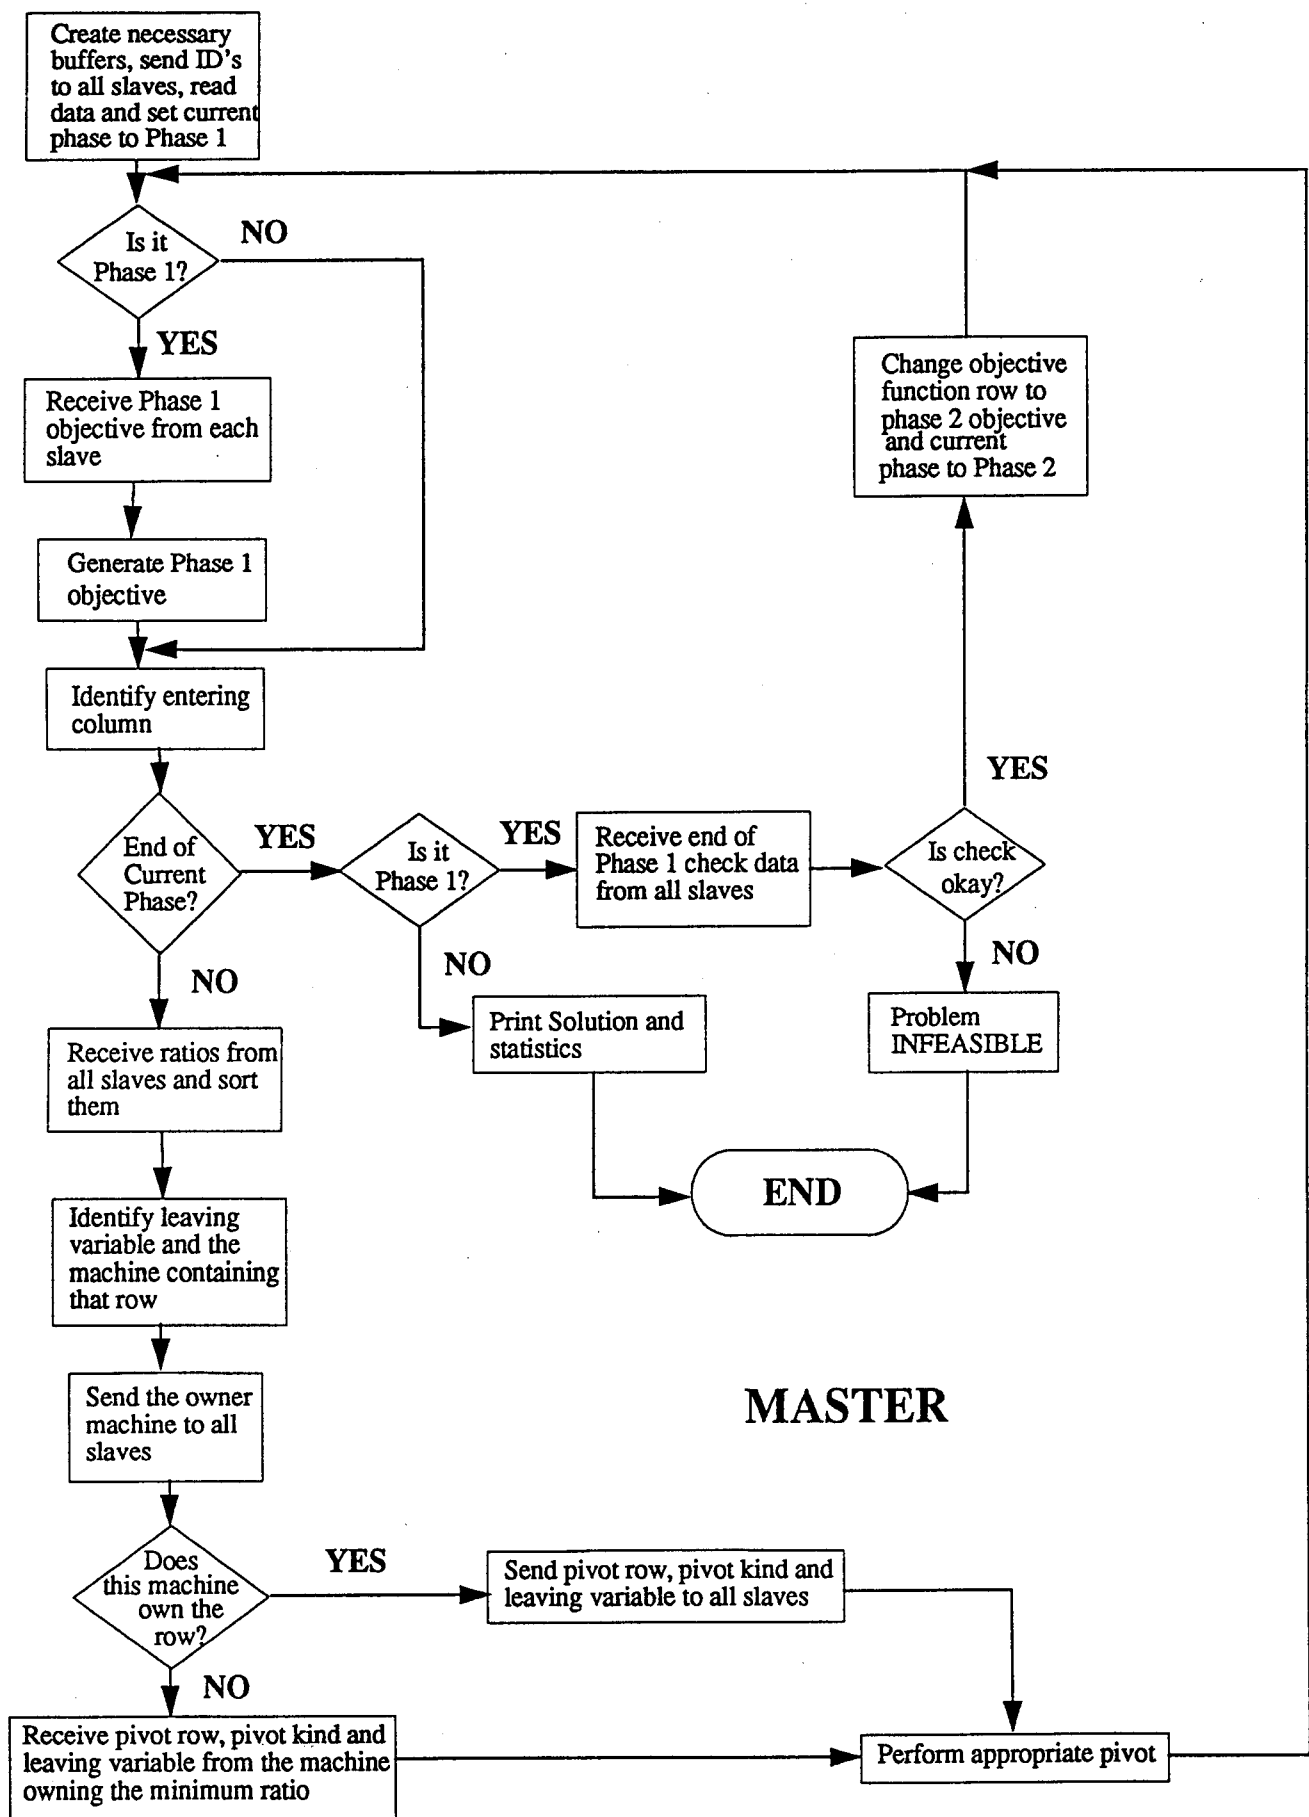 Create necessary
buffers, send ID's
to all slaves, read
data and set current
phase to Phase 1
Is it
Phase 1?
NO
YES
Receive Phase 1
objective from each
slave
Generate Phase 1
objective
Identify entering
column
End of
Current
Phase?
YES
Is it
Phase 1?
YES
Receive end of
Phase 1 check data
from all slaves
Is check
okay?
YES
Change objective
function row to
phase 2 objective
and current
phase to Phase 2
NO
Problem
INFEASIBLE
NO
Print Solution and
statistics
END
NO
Receive ratios from
all slaves and sort
them
Identify leaving
variable and the
machine containing
that row
Send the owner
machine to all
slaves
MASTER
Does
this machine
own the
row?
YES
Send pivot row, pivot kind and
leaving variable to all slaves
NO
Receive pivot row, pivot kind and
leaving variable from the machine
owning the minimum ratio
Perform appropriate pivot